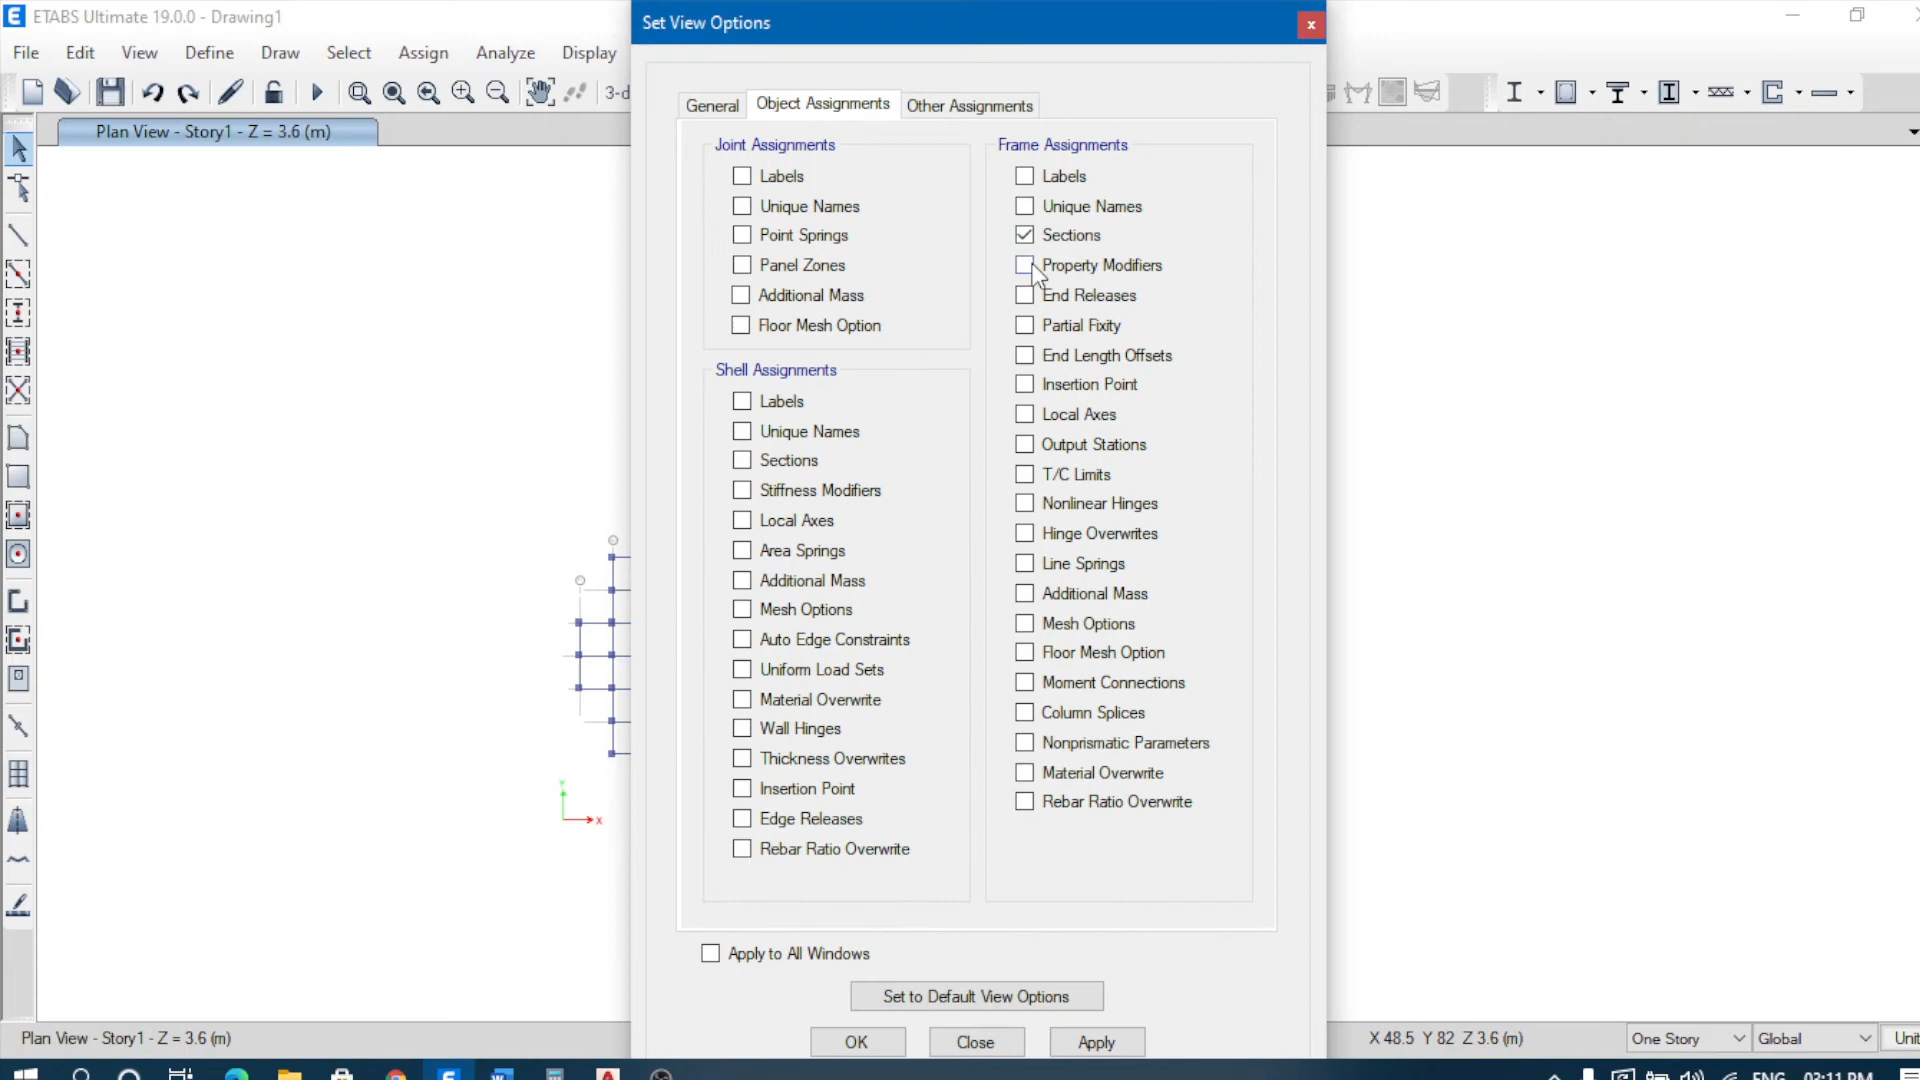 ETABS Ultimate 19.0.0 - Drawing1
Set View Options
x
File Edit View Define Draw Select Assign Analyze Display
3-d
Plan View - Story1 - Z = 3.6 (m)
General Object Assignments Other Assignments
Joint Assignments
Labels
Unique Names
Point Springs
Panel Zones
Additional Mass
Floor Mesh Option
Shell Assignments
Labels
Unique Names
Sections
Stiffness Modifiers
Local Axes
Area Springs
Additional Mass
Mesh Options
Auto Edge Constraints
Uniform Load Sets
Material Overwrite
Wall Hinges
Thickness Overwrites
Insertion Point
Edge Releases
Rebar Ratio Overwrite
Frame Assignments
Labels
Unique Names
Sections
Property Modifiers
End Releases
Partial Fixity
End Length Offsets
Insertion Point
Local Axes
Output Stations
T/C Limits
Nonlinear Hinges
Hinge Overwrites
Line Springs
Additional Mass
Mesh Options
Floor Mesh Option
Moment Connections
Column Splices
Nonprismatic Parameters
Material Overwrite
Rebar Ratio Overwrite
Y
X
Apply to All Windows
Set to Default View Options
OK Close Apply
Plan View - Story1 - Z = 3.6 (m)
X 48.5 Y 82 Z 3.6 (m)
One Story
Global
Unit
ENG 03:11 PM